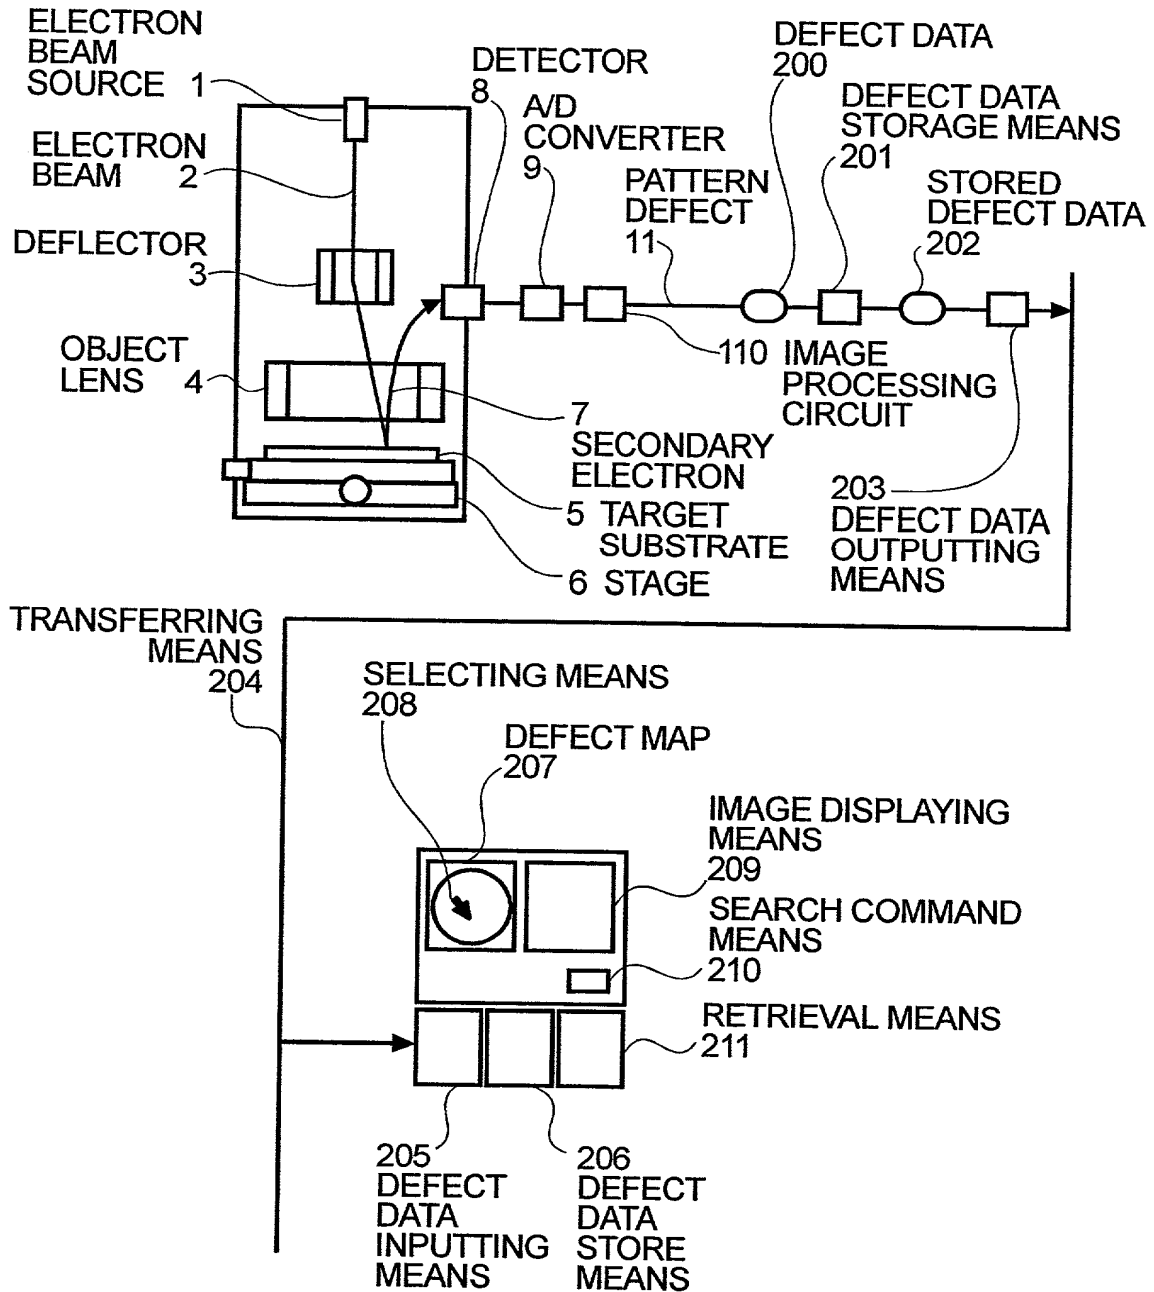 ELECTRON
BEAM
SOURCE 1
ELECTRON
BEAM 2
DEFLECTOR
3
OBJECT
LENS 4
DETECTOR
8
A/D
CONVERTER
9
PATTERN
DEFECT
11
DEFECT DATA
200
DEFECT DATA
STORAGE MEANS
201
STORED
DEFECT DATA
202
110 IMAGE
PROCESSING
CIRCUIT
7
SECONDARY
ELECTRON
5 TARGET
SUBSTRATE
6 STAGE
203
DEFECT DATA
OUTPUTTING
MEANS
TRANSFERRING
MEANS
204
SELECTING MEANS
208
DEFECT MAP
207
IMAGE DISPLAYING
MEANS
209
SEARCH COMMAND
MEANS
210
RETRIEVAL MEANS
211
205
DEFECT
DATA
INPUTTING
MEANS
206
DEFECT
DATA
STORE
MEANS